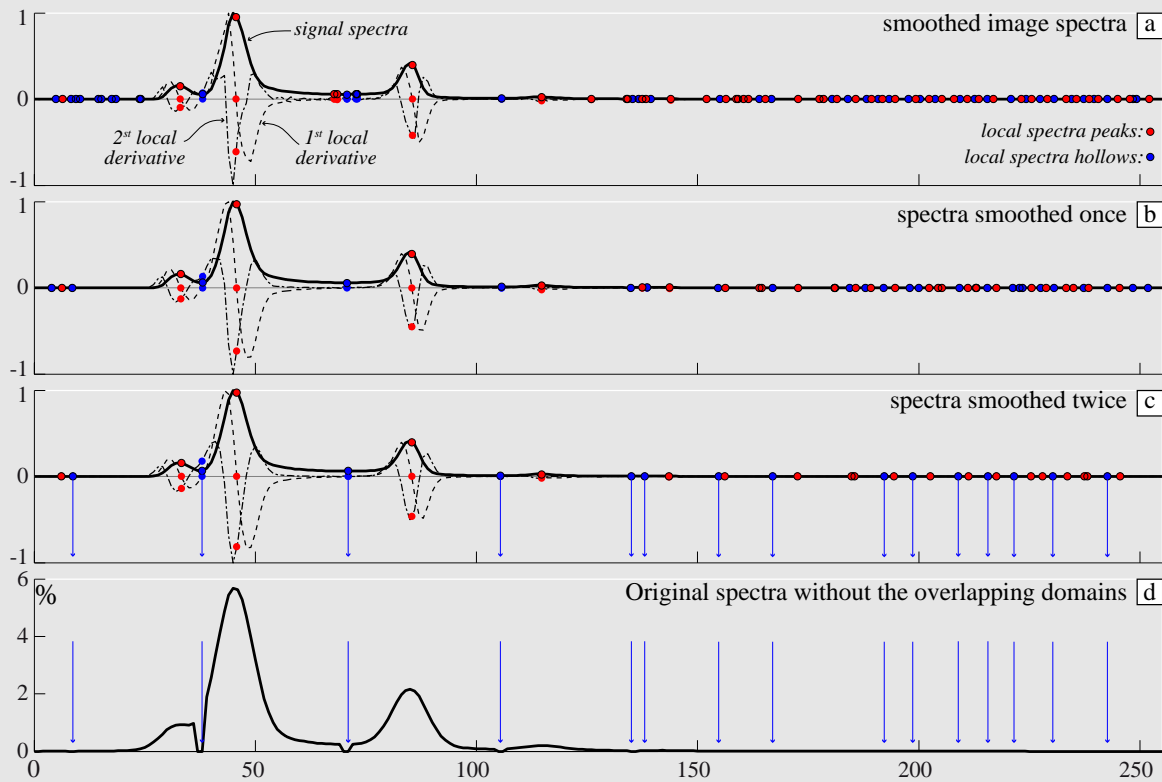 1
smoothed image spectra a
signal spectra
0
2st local
derivative
1st local
derivative
local spectra peaks:
local spectra hollows:
-1
1
spectra smoothed once b
0
-1
1
spectra smoothed twice c
0
-1
6
%
Original spectra without the overlapping domains d
4
2
0
0 50 100 150 200 250